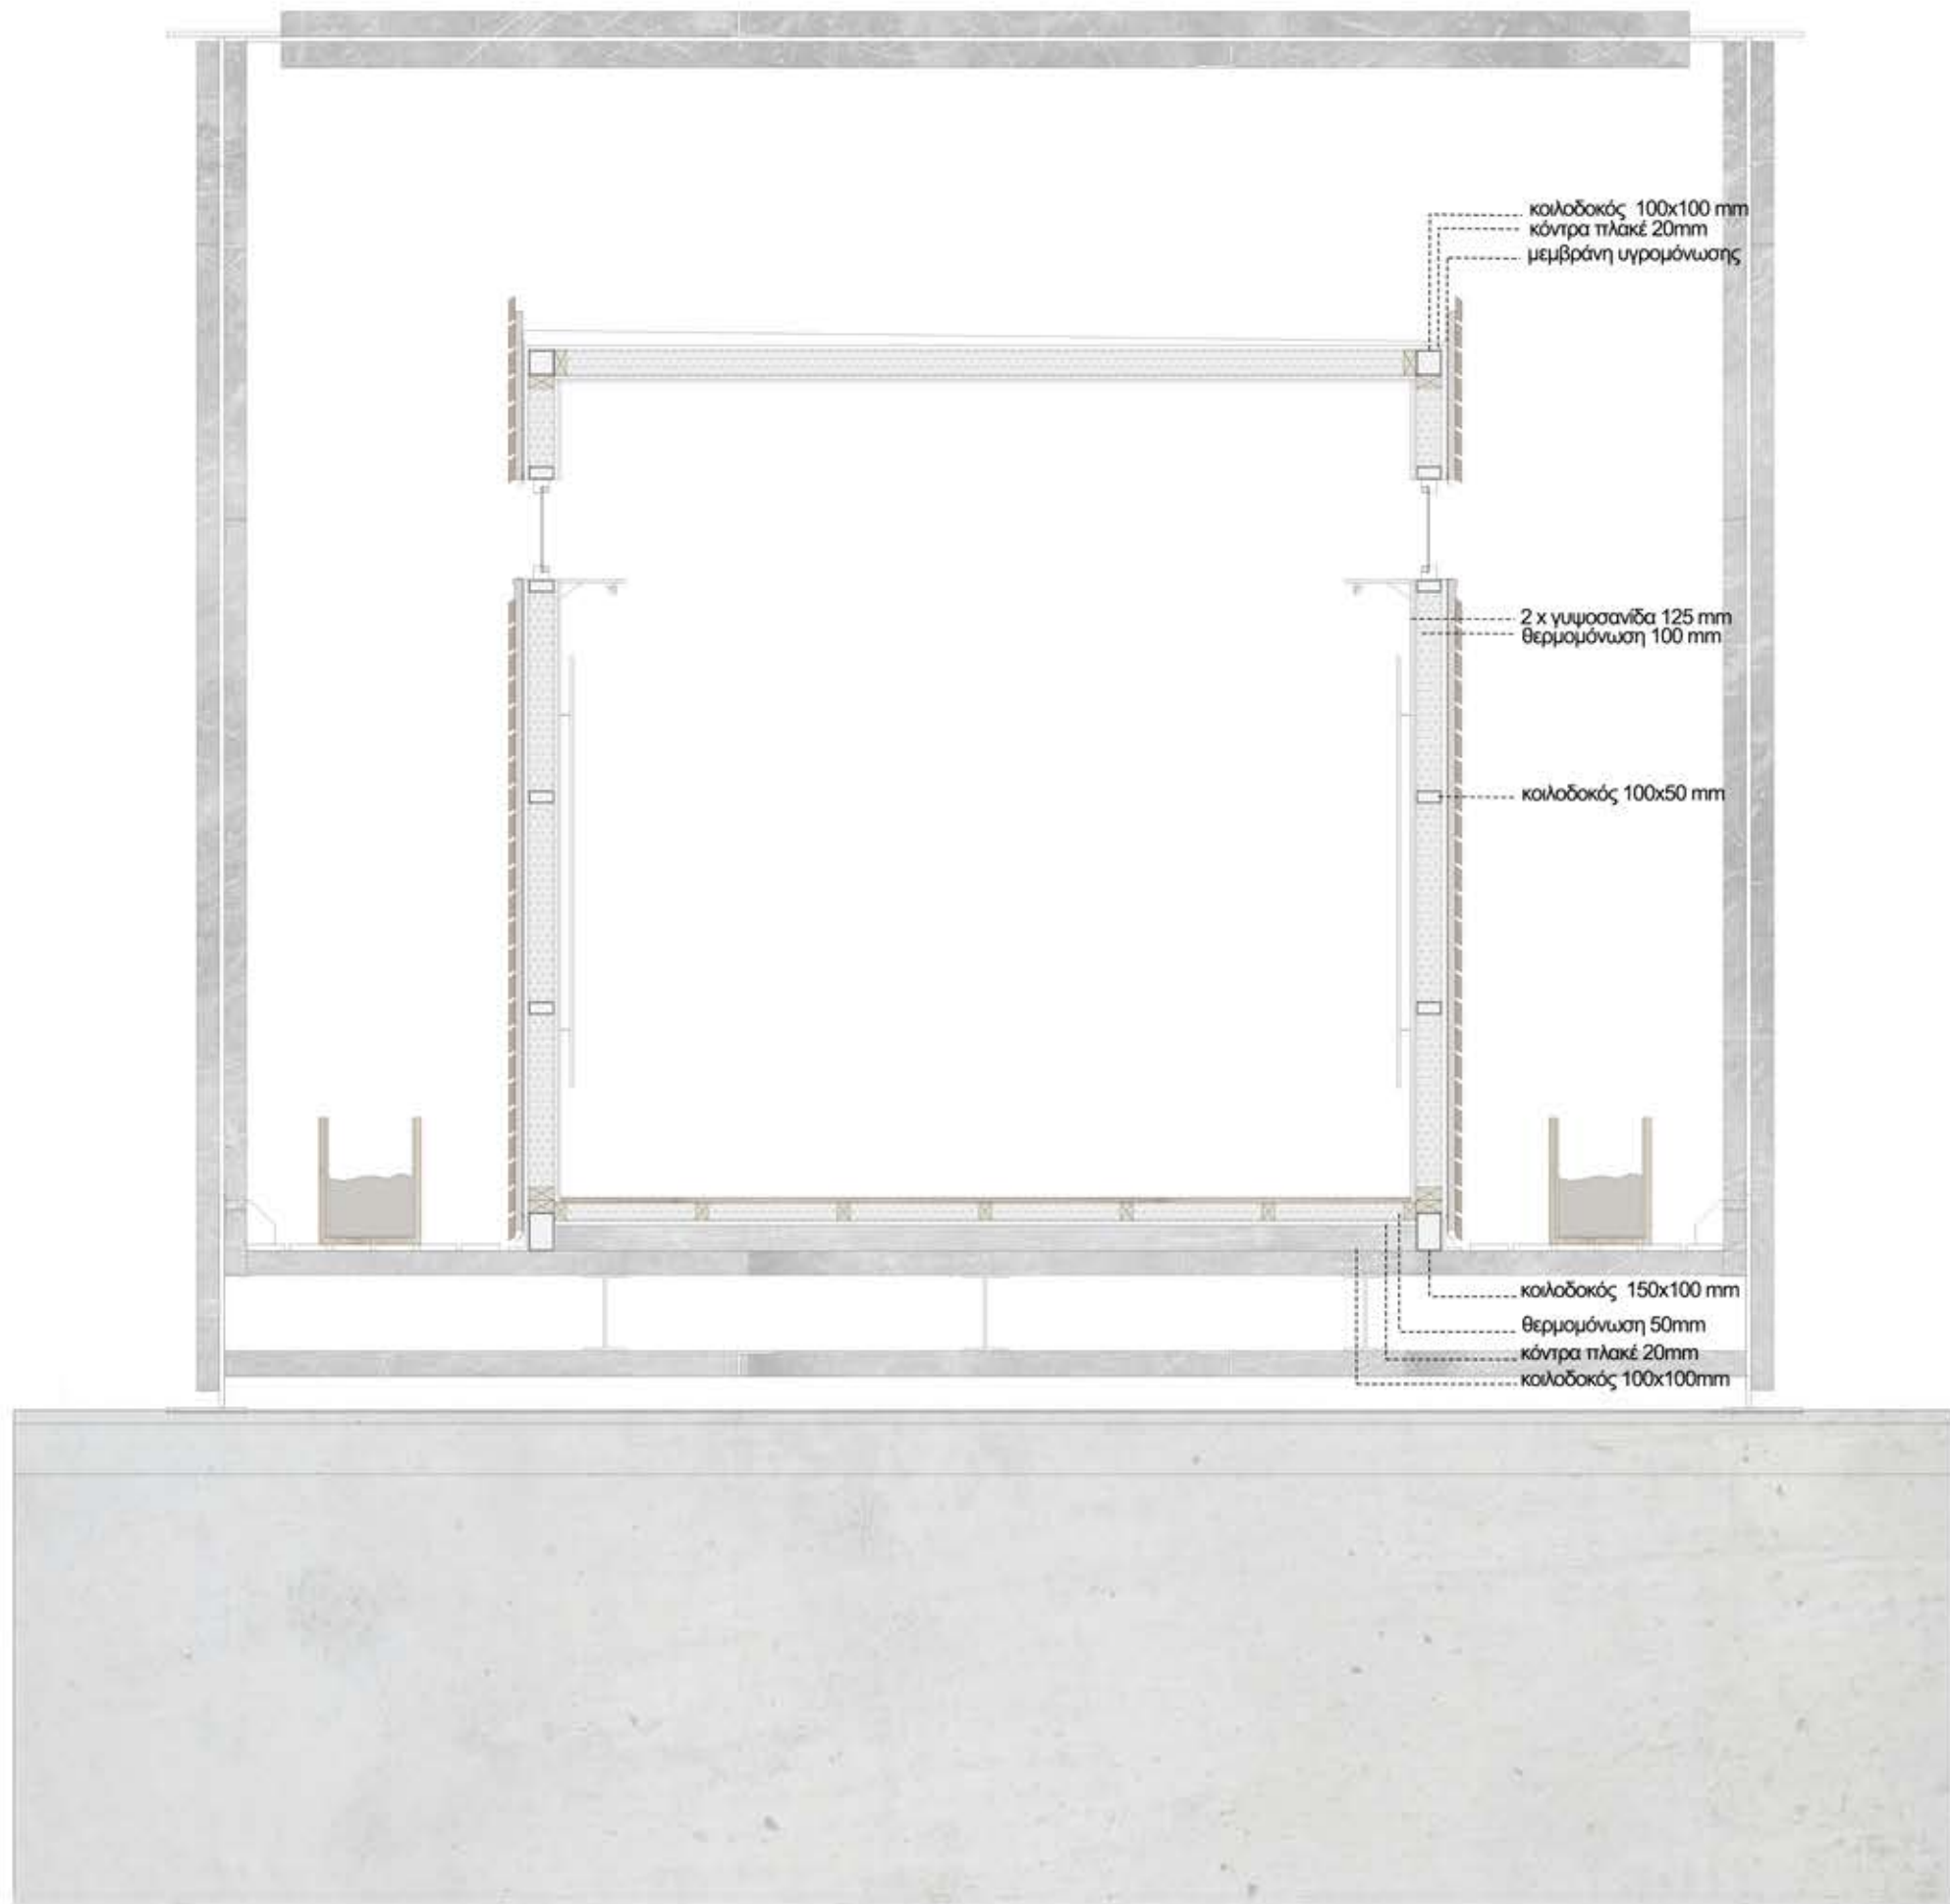 κοιλοδοκός 100x100 mm
κόντρα πλακέ 20mm
μεμβράνη υγρομόνωσης
2 x γυψοσανίδα 125 mm
θερμομόνωση 100 mm
κοιλοδοκός 100x50 mm
κοιλοδοκός 150x100 mm
θερμομόνωση 50mm
κόντρα πλακέ 20mm
κοιλοδοκός 100x100mm